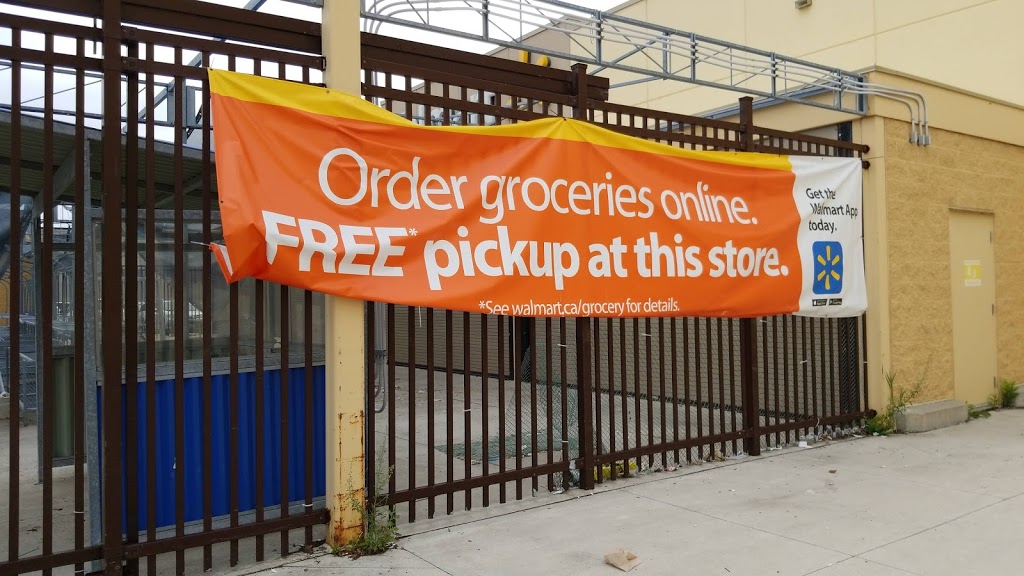 Order groceries online.
FREE* pickup at this store.
*See walmart.ca/grocery for details.
Get the
Walmart App
today.